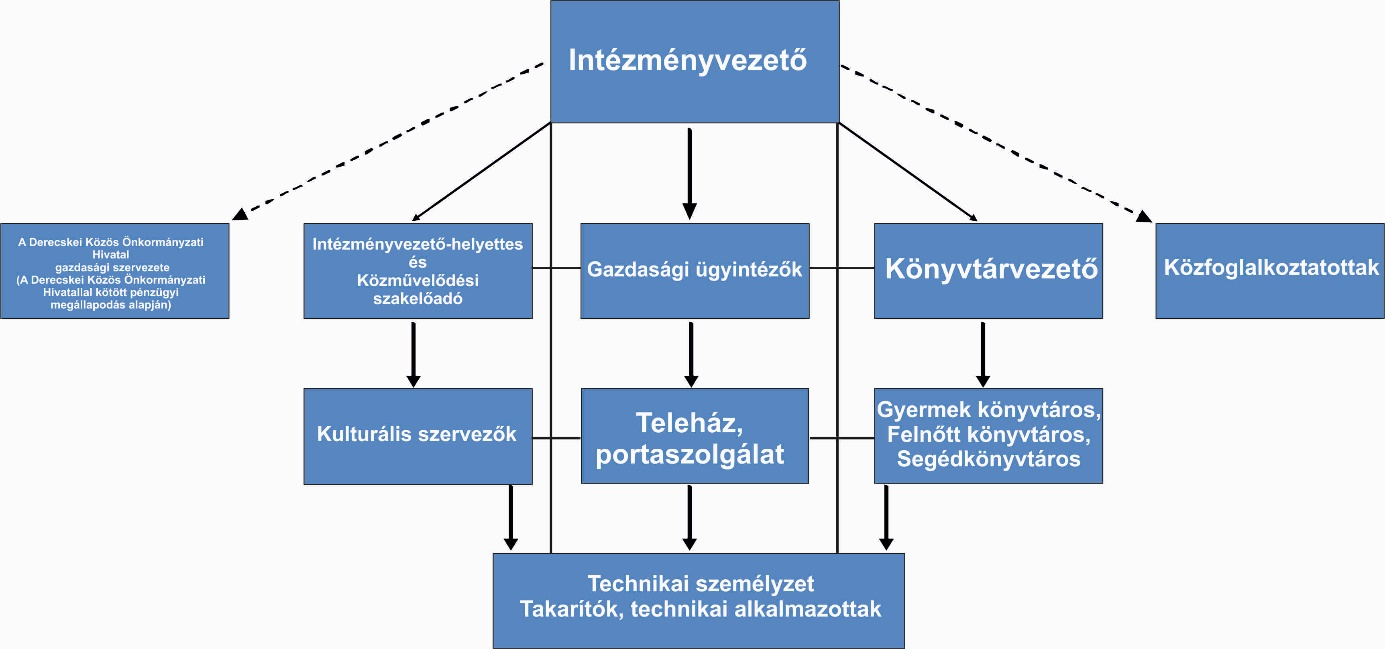 Intézményvezető
A Derecskei Közös Önkormányzati
Hivatal
gazdasági szervezete
(A Derecskei Közös Önkormányzati
Hivatallal kötött pénzügyi
megállapodás alapján)
Intézményvezető-helyettes
és
Közművelődési
szakelőadó
Gazdasági ügyintézők
Könyvtárvezető
Közfoglalkoztatottak
Kulturális szervezők
Teleház,
portaszolgálat
Gyermek könyvtáros,
Felnőtt könyvtáros,
Segédkönyvtáros
Technikai személyzet
Takarítók, technikai alkalmazottak